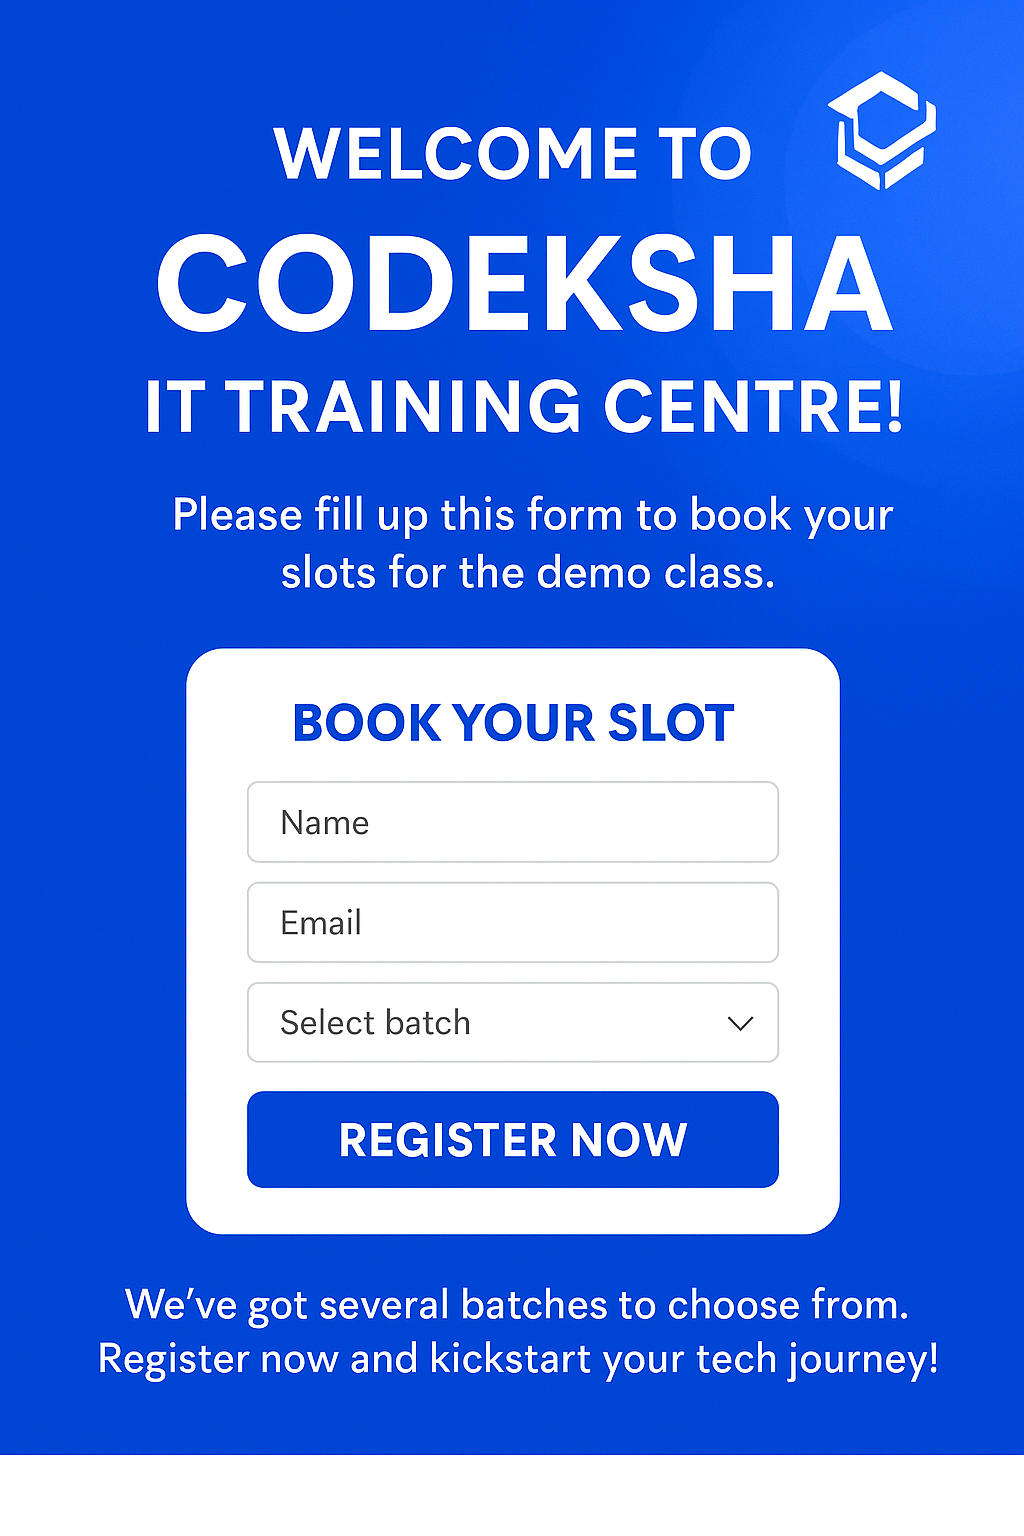 WELCOME TO
CODEKSHA
IT TRAINING CENTRE!
Please fill up this form to book your
slots for the demo class.
BOOK YOUR SLOT
Name
Email
Select batch
REGISTER NOW
We’ve got several batches to choose from.
Register now and kickstart your tech journey!